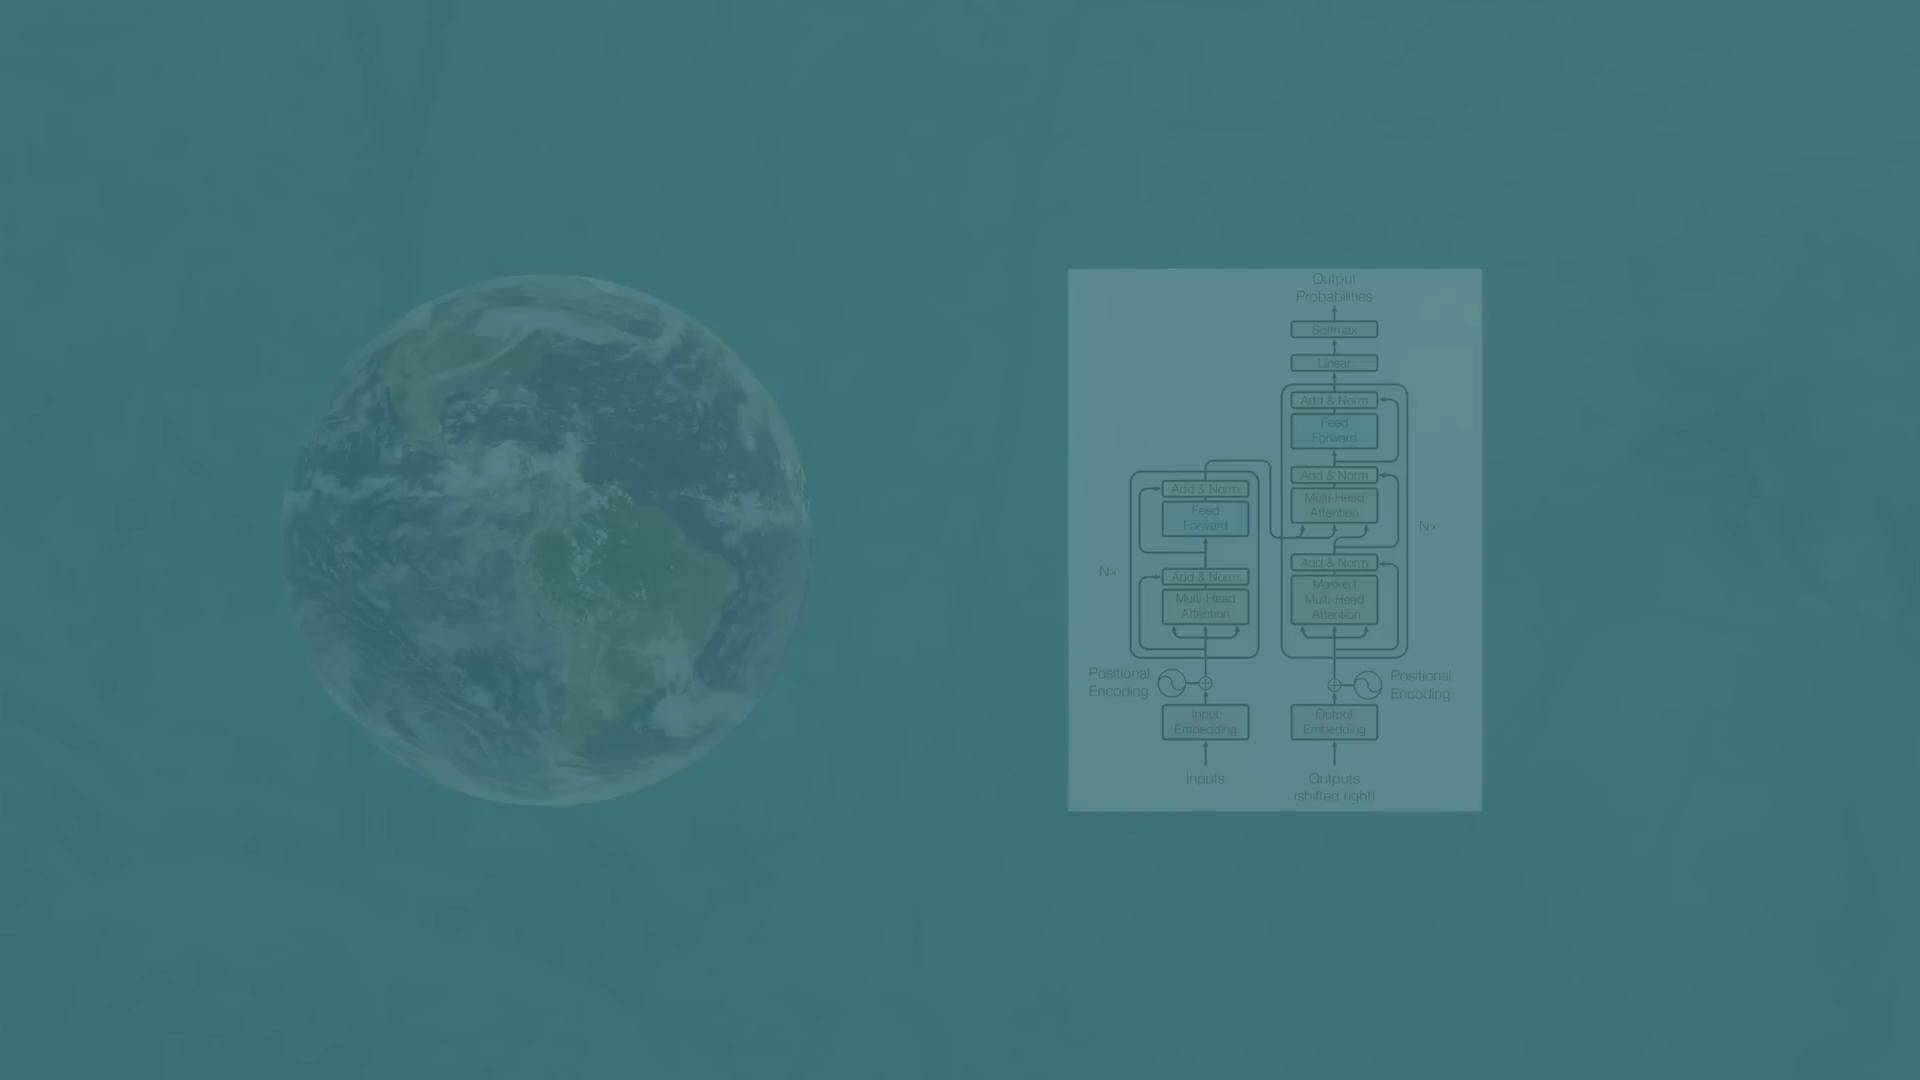 Output
Probabilities
Softmax
Linear
Add & Norm
Feed
Forward
Add & Norm
Multi-Head
Attention
Nx
Add & Norm
Masked
Multi-Head
Attention
Add & Norm
Feed
Forward
Nx
Add & Norm
Multi-Head
Attention
Positional
Encoding
Positional
Encoding
Input
Embedding
Output
Embedding
Inputs
Outputs
(shifted right)